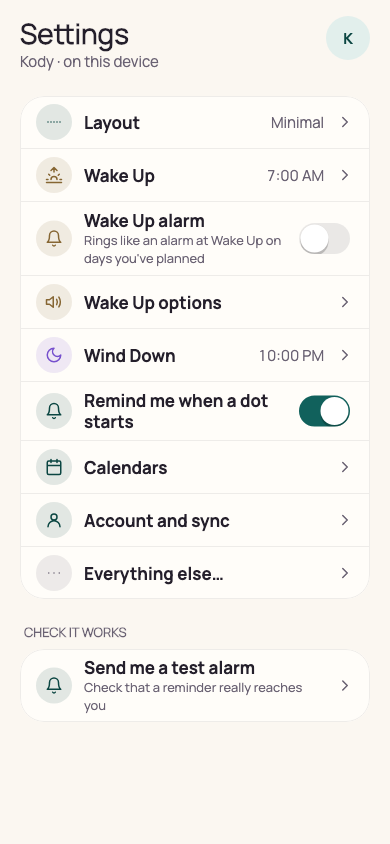 Settings
K
Kody · on this device
Layout
Minimal
Wake Up
7:00 AM
Wake Up alarm
Rings like an alarm at Wake Up on
days you've planned
Wake Up options
Wind Down
10:00 PM
Remind me when a dot
starts
Calendars
Account and sync
Everything else...
CHECK IT WORKS
Send me a test alarm
Check that a reminder really reaches
you